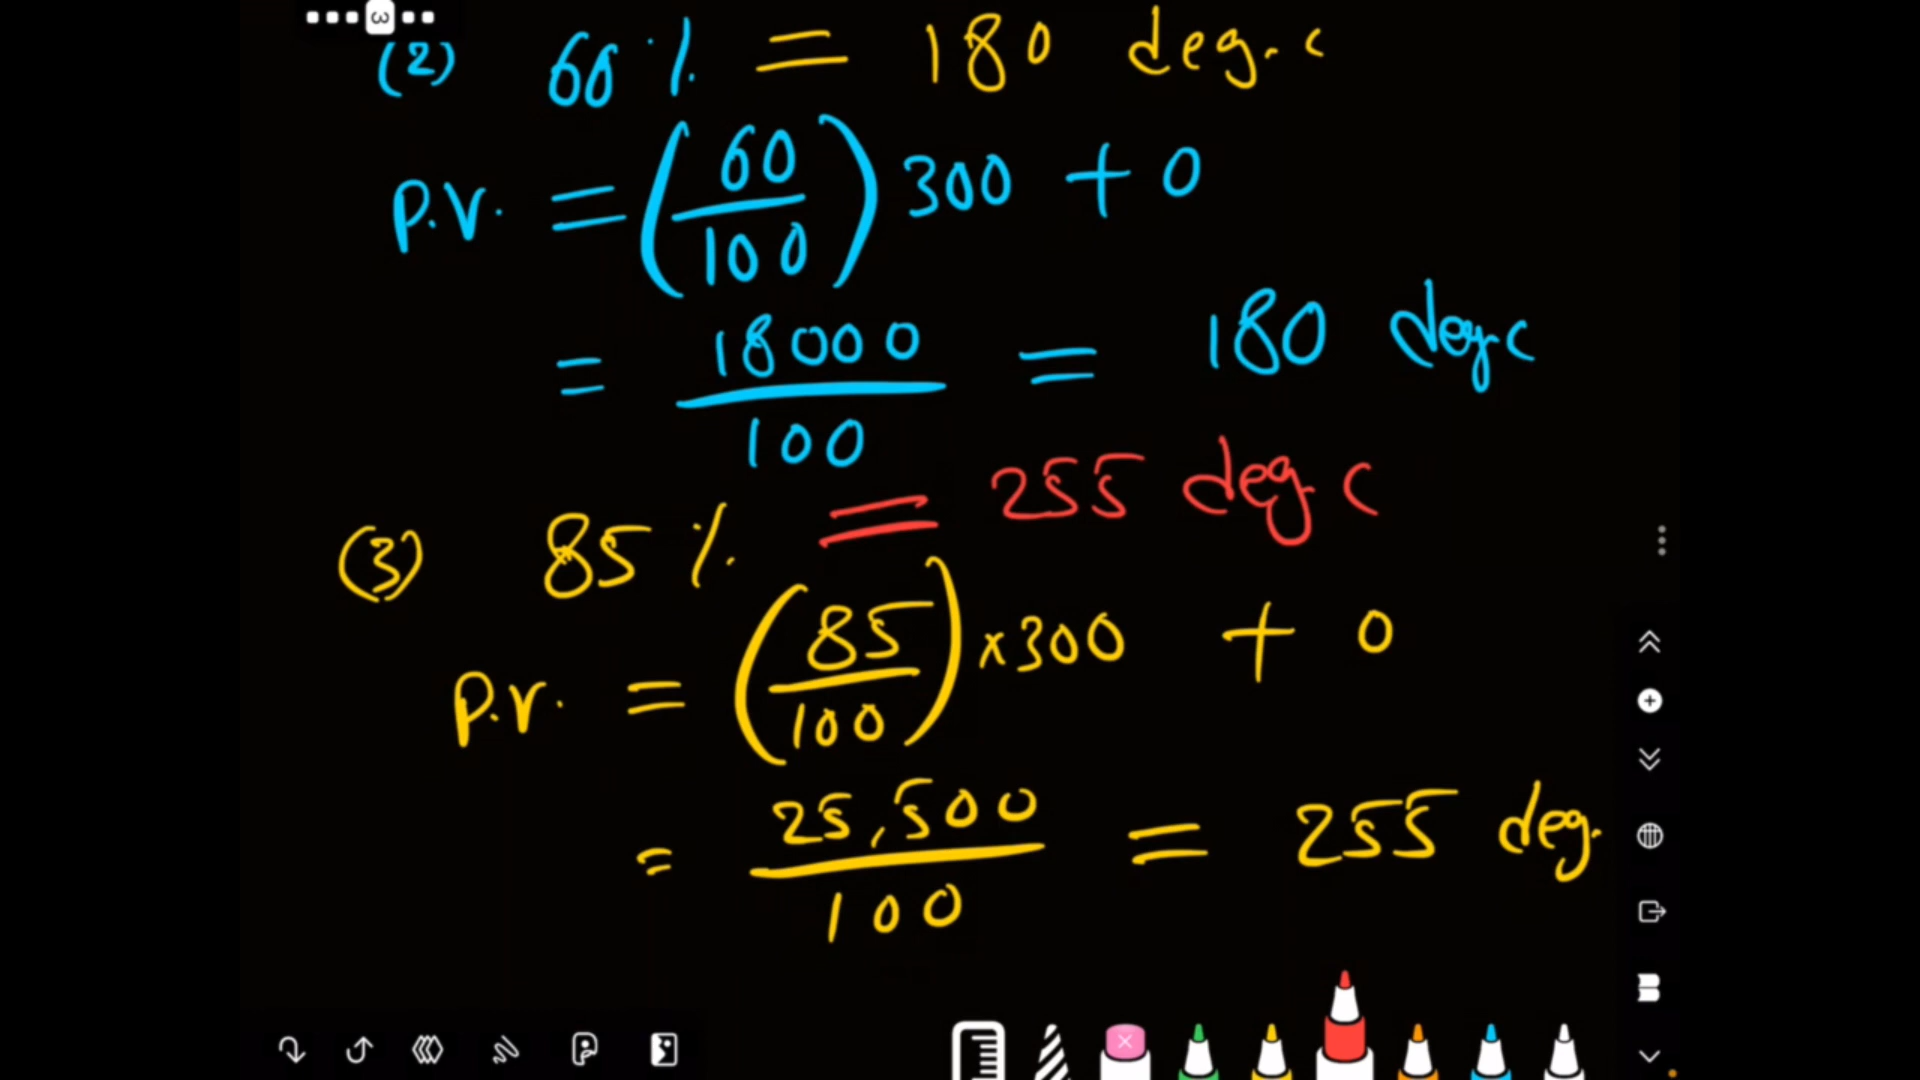 (2) 60% = 180 deg. c
P.V. = (60/100) 300 + 0
= 18000/100 = 180 deg. c
(3) 85% = 255 deg. c
P.V. = (85/100) x 300 + 0
= 25,500/100 = 255 deg.